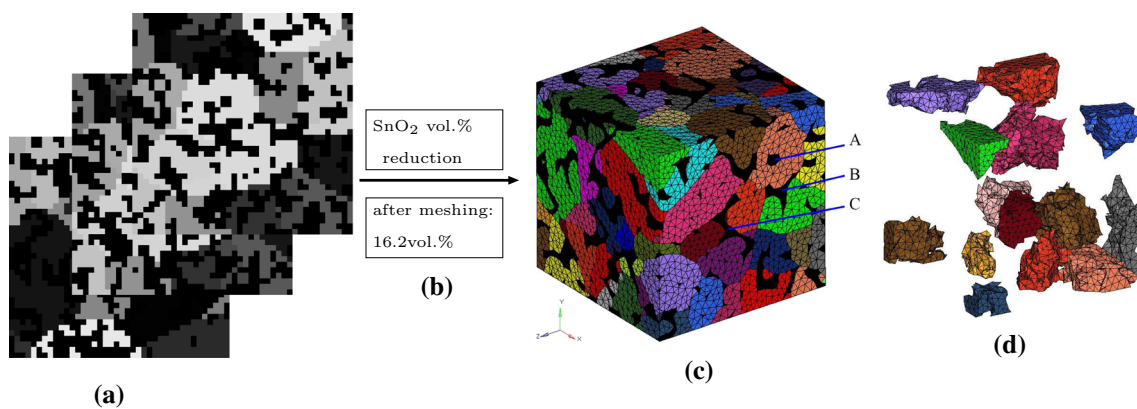 SnO₂ vol.%
reduction
after meshing:
16.2vol.%
A
B
C
Y
Z
X
(a)
(b)
(c)
(d)